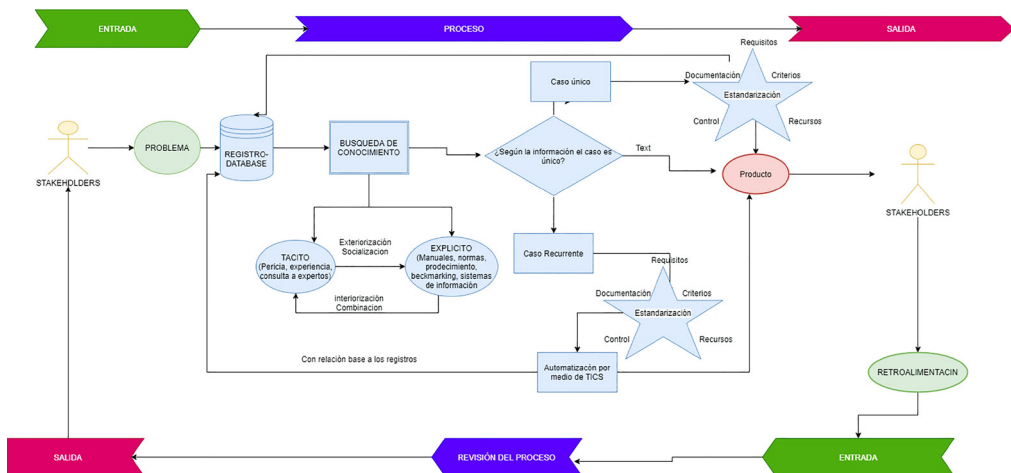 ENTRADA
PROCESO
SALIDA
STAKEHOLDERS
PROBLEMA
REGISTRO-
DATABASE
BUSQUEDA DE
CONOCIMIENTO
¿Según la información el caso es
único?
Text
Caso único
Requisitos
Documentación
Criterios
Estandarización
Control
Recursos
Producto
STAKEHOLDERS
TACITO
(Pericia, experiencia,
consulta a expertos)
Exteriorización
Socializacion
EXPLICITO
(Manuales, normas,
prodecimiento,
beckmarking, sistemas
de información)
interiorización
Combinacion
Caso Recurrente
Requisitos
Documentación
Criterios
Estandarización
Control
Recursos
Con relación base a los registros
Automatización por
medio de TICS
RETROALIMENTACIN
SALIDA
REVISIÓN DEL PROCESO
ENTRADA